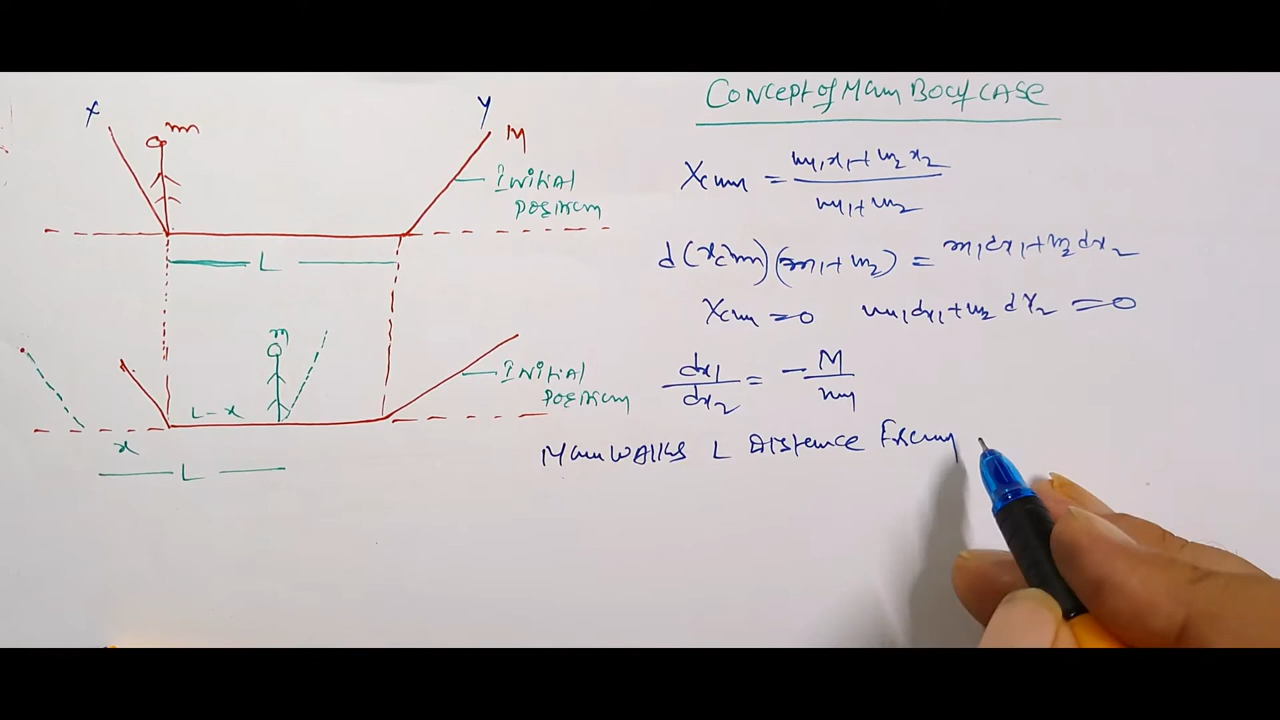 CONCEPT of Man Boat CASE
X Y
m M
Initial
Position
L
Xcm = m1x1 + m2x2 / m1 + m2
d(xcm)(m1 + m2) = m1dx1 + m2dx2
Xcm = 0 m1dx1 + m2dx2 = 0
m
L - x
Initial
Position
x
L
dx1 / dx2 = - M / m
Man walks L Distance From